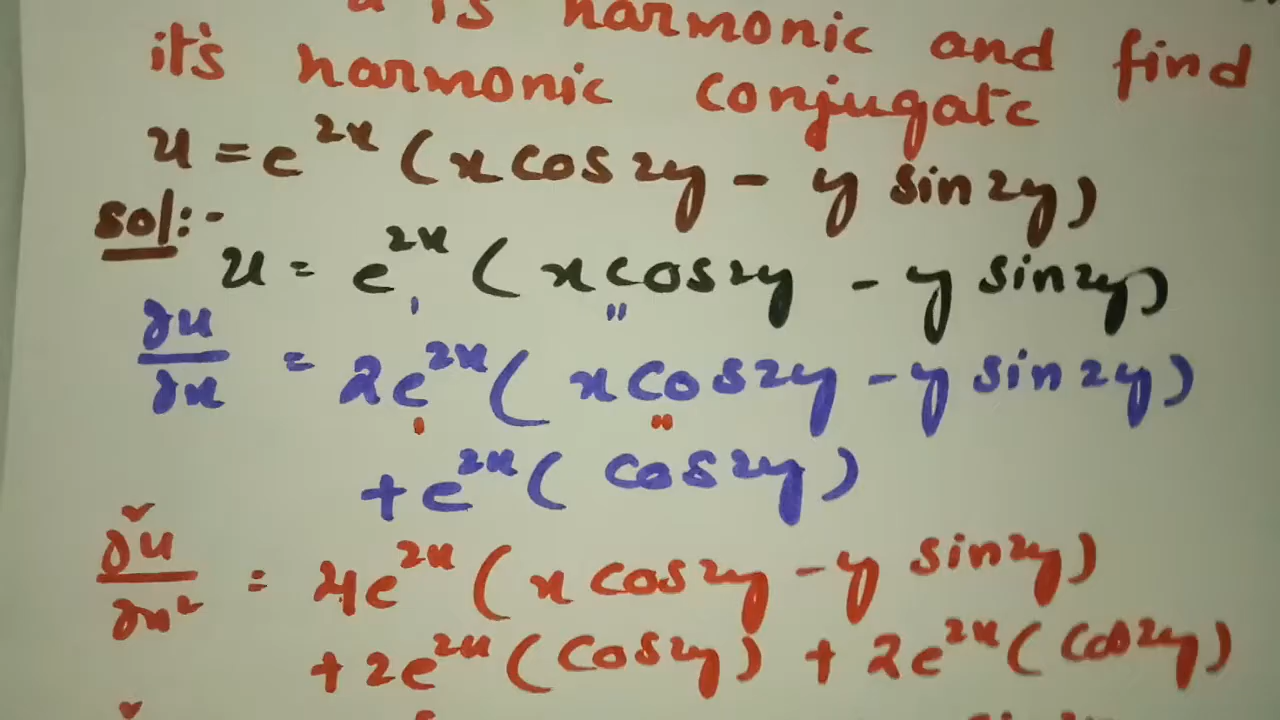 u is harmonic and find
it's harmonic conjugate
u = e^{2x} (x cos 2y - y sin 2y)
Sol:-
u = e^{2x} (x cos 2y - y sin 2y)
∂u/∂x = 2e^{2x} (x cos 2y - y sin 2y)
+ e^{2x} (cos 2y)
∂²u/∂x² = 4e^{2x} (x cos 2y - y sin 2y)
+ 2e^{2x} (cos 2y) + 2e^{2x} (cos 2y)